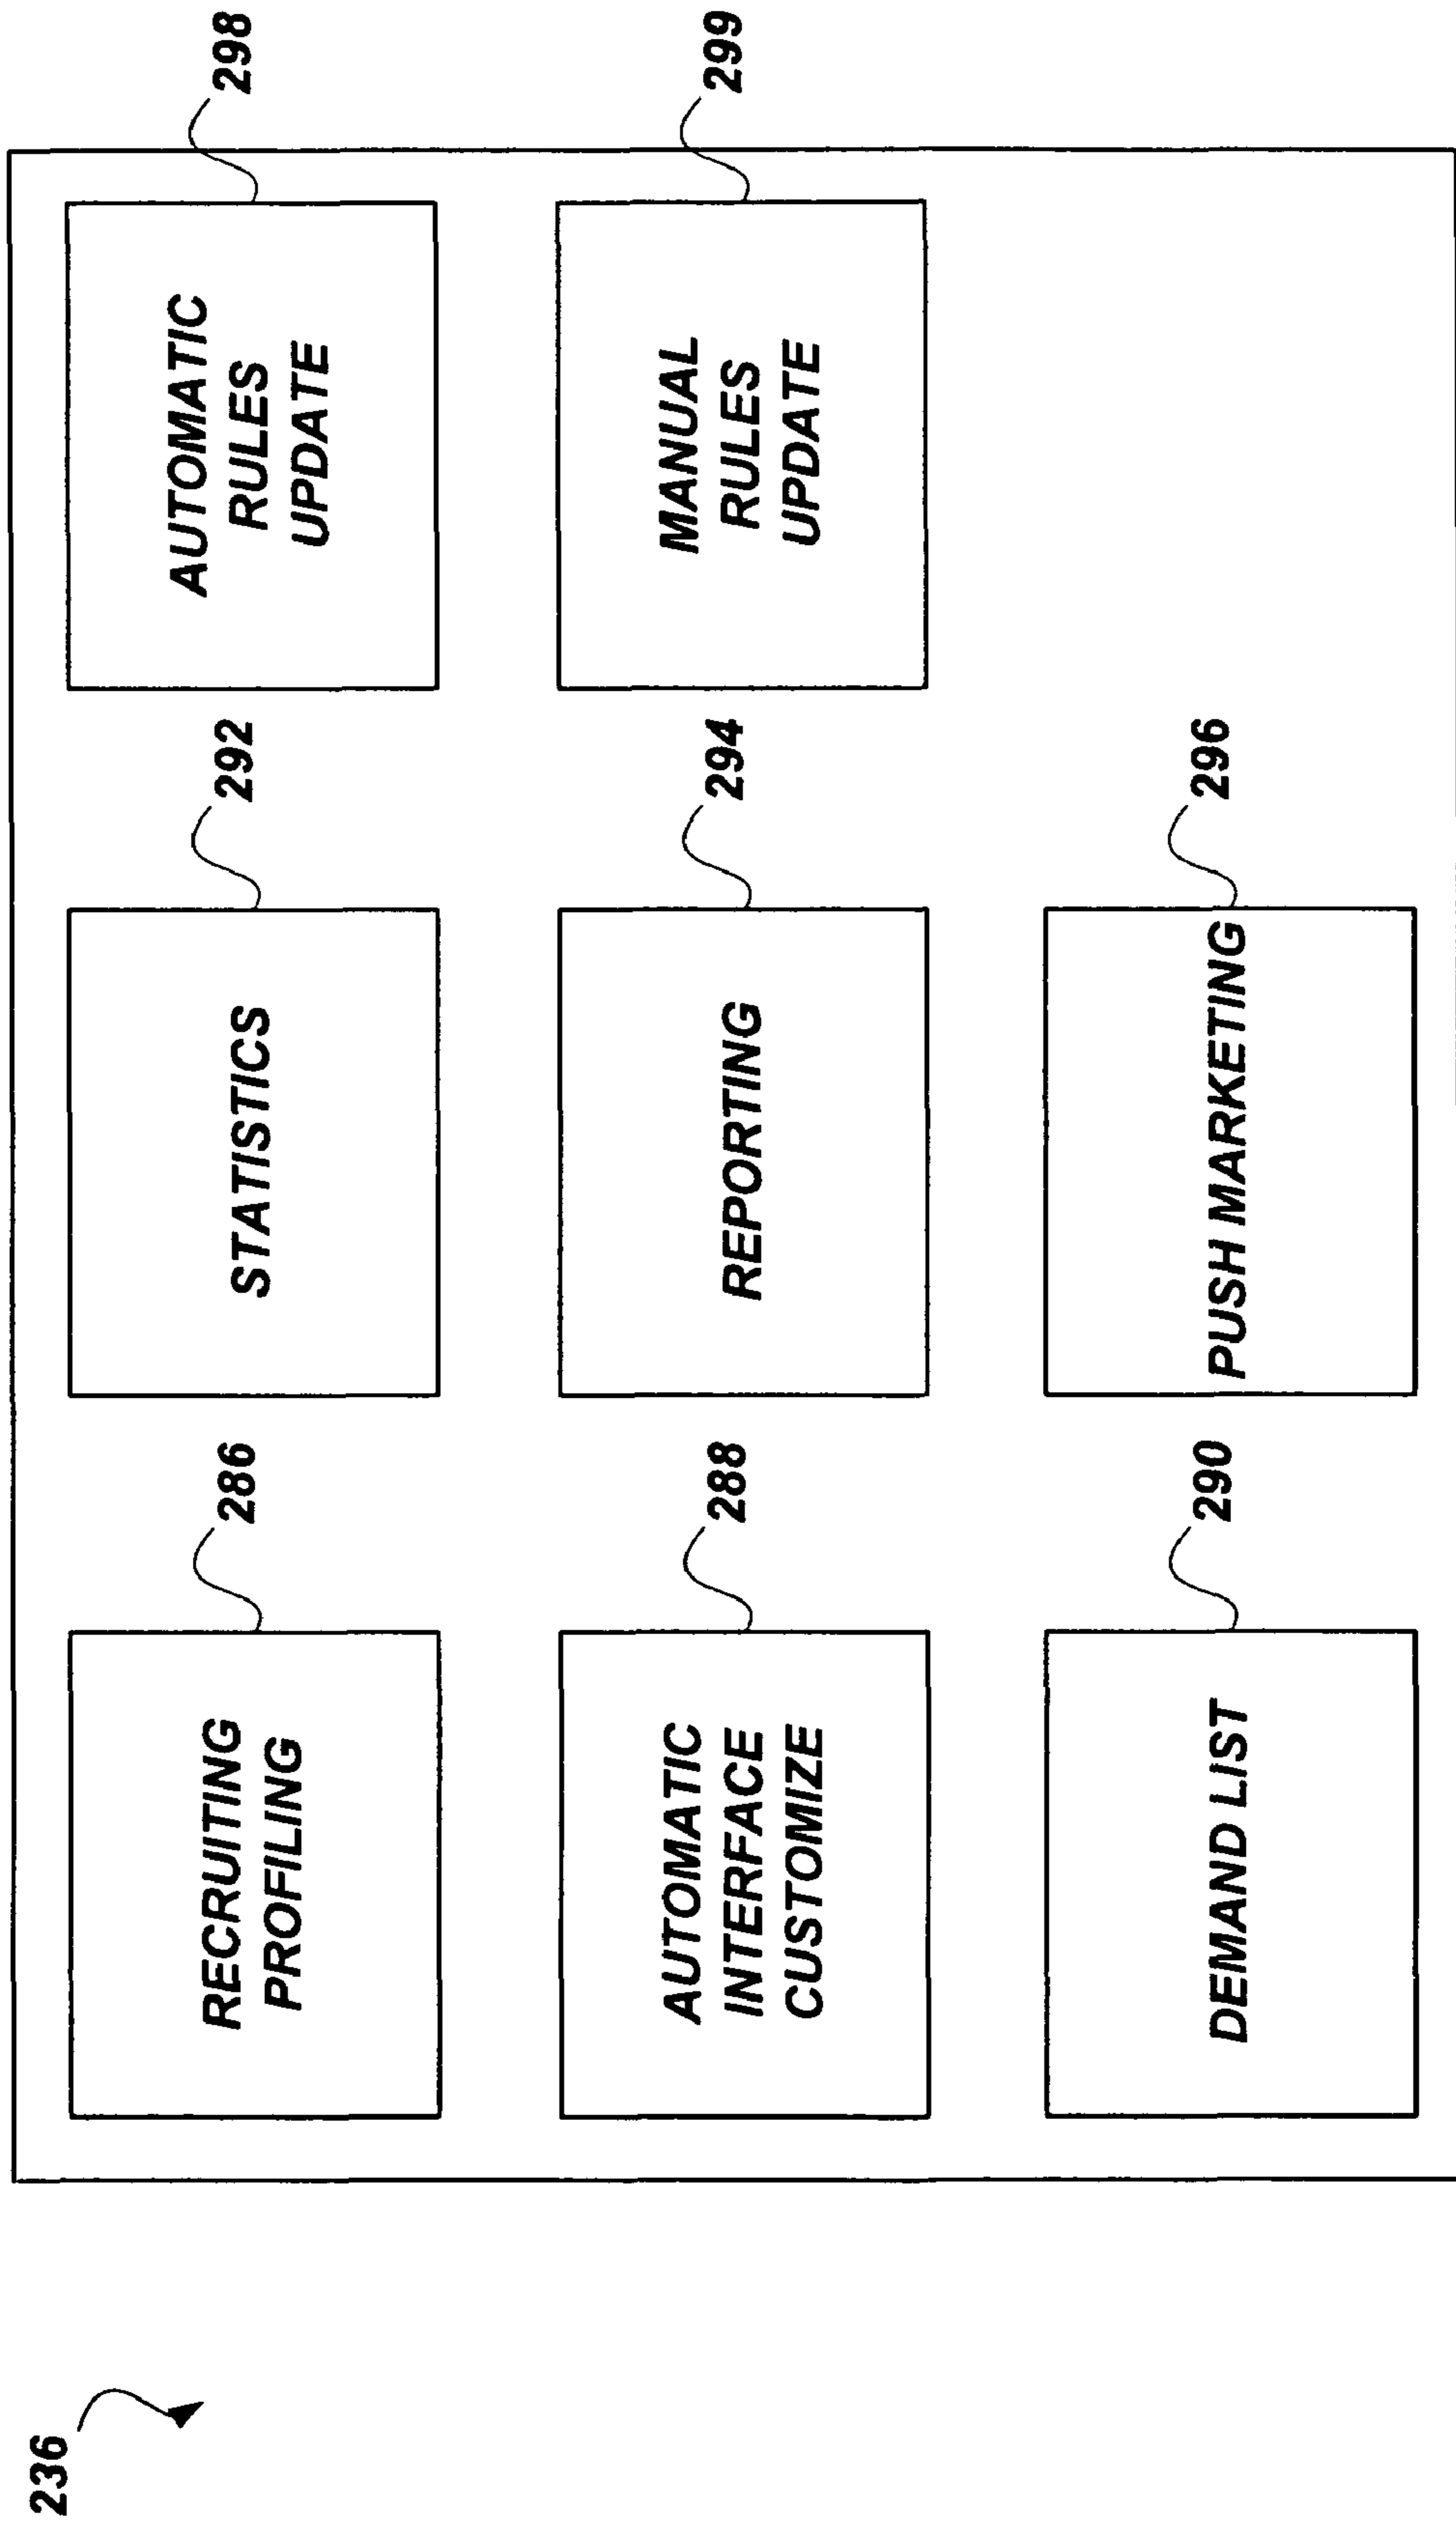 236
286
RECRUITING
PROFILING
292
STATISTICS
298
AUTOMATIC
RULES
UPDATE
288
AUTOMATIC
INTERFACE
CUSTOMIZE
294
REPORTING
299
MANUAL
RULES
UPDATE
290
DEMAND LIST
296
PUSH MARKETING